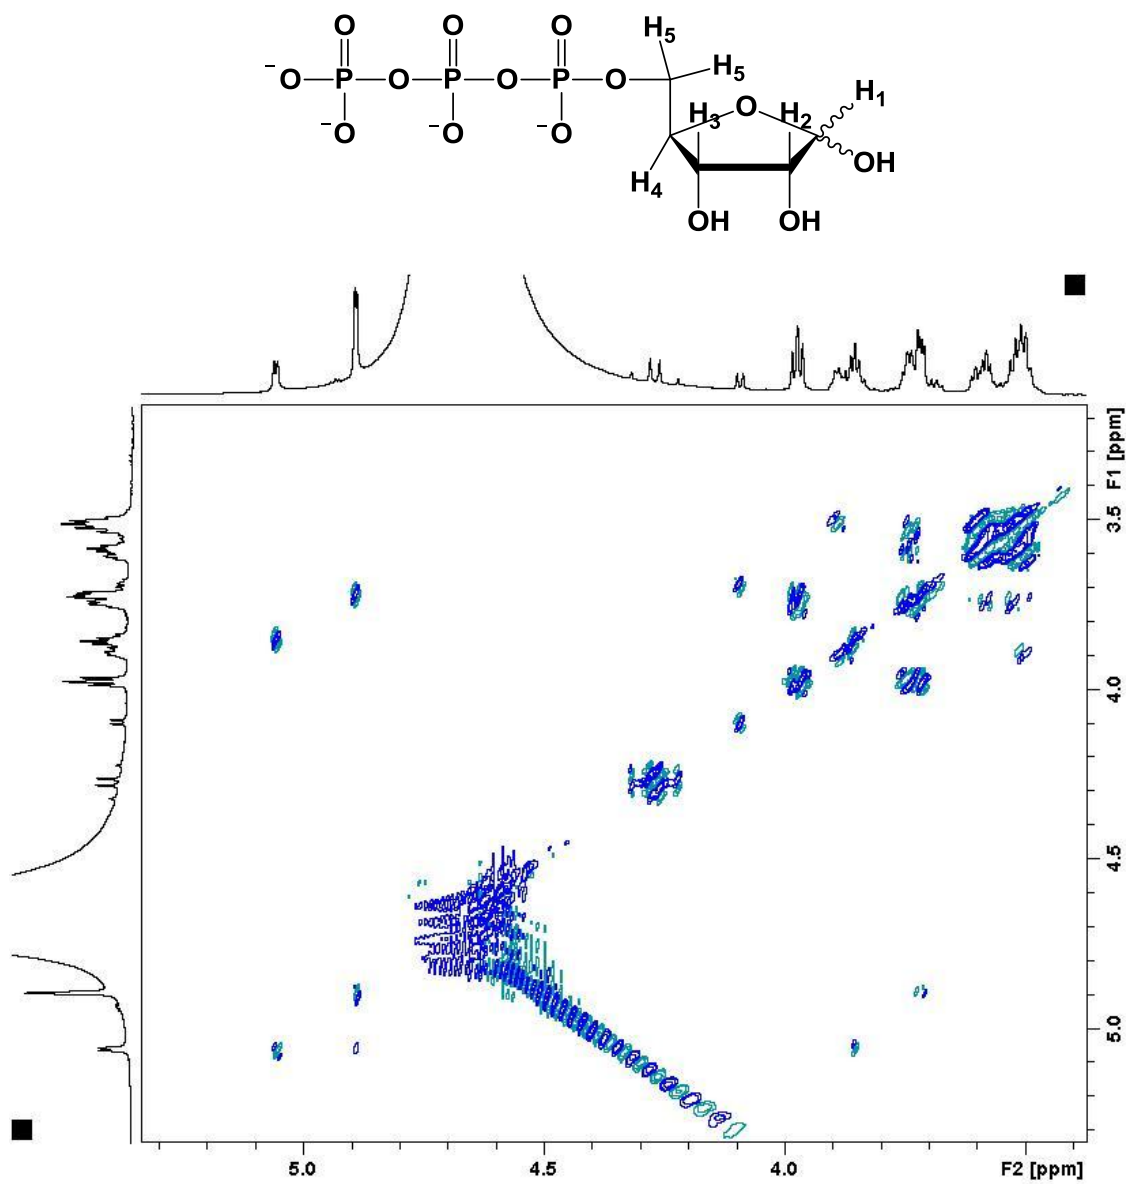 O O O H5
⁻O P O P O P O H5
H3 O H2 H1
⁻O ⁻O ⁻O
OH
H4
OH OH
F1 [ppm]
3.5
4.0
4.5
5.0
5.0 4.5 4.0 F2 [ppm]